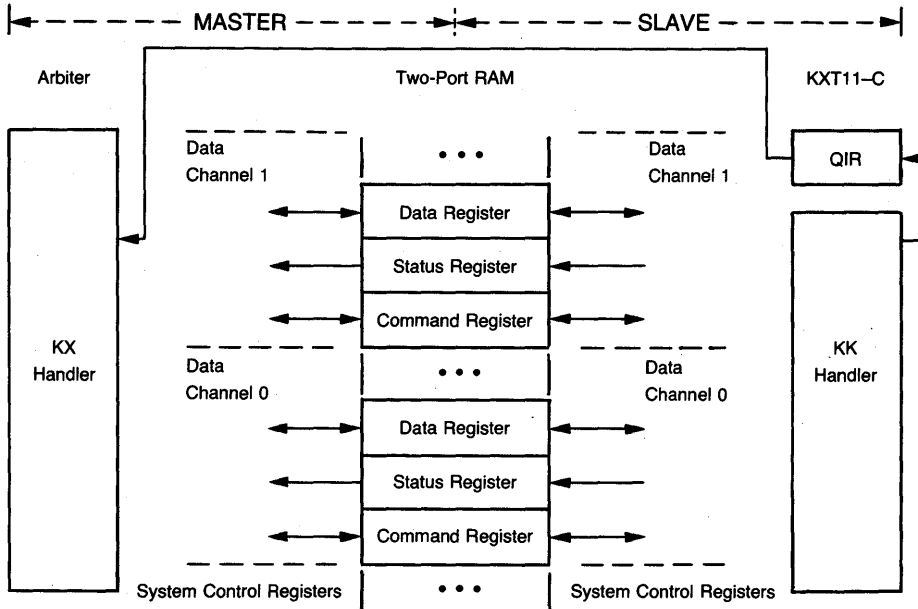 MASTER
SLAVE
Arbiter
Two-Port RAM
KXT11-C
Data
Channel 1
• • •
Data
Channel 1
QIR
Data Register
Status Register
Command Register
KX
Handler
KK
Handler
Data
Channel 0
• • •
Data
Channel 0
Data Register
Status Register
Command Register
System Control Registers
• • •
System Control Registers